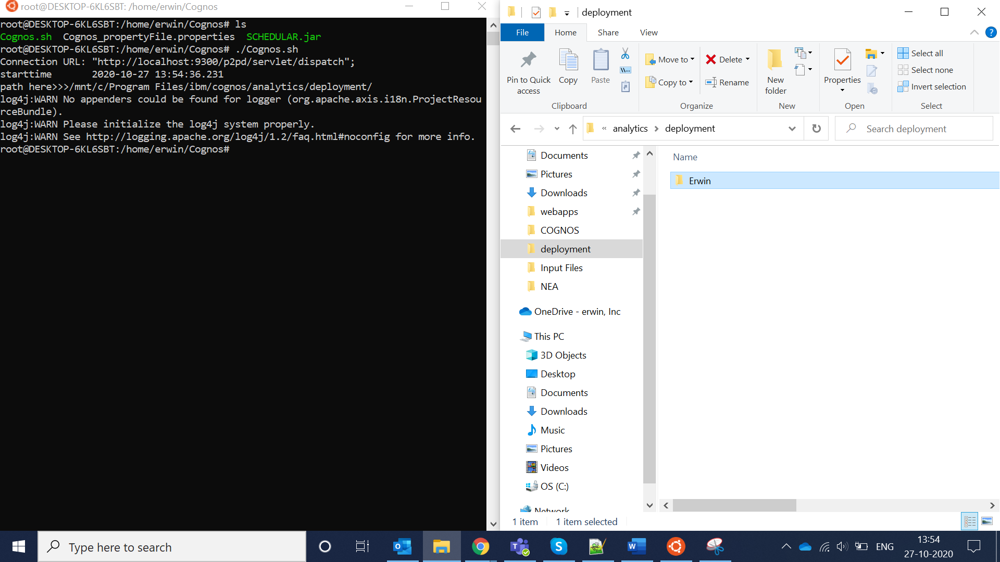 root@DESKTOP-6KL6SBT: /home/erwin/Cognos
root@DESKTOP-6KL6SBT:/home/erwin/Cognos# ls
Cognos.sh  Cognos_propertyFile.properties  SCHEDULAR.jar
root@DESKTOP-6KL6SBT:/home/erwin/Cognos# ./Cognos.sh
Connection URL: "http://localhost:9300/p2pd/servlet/dispatch";
starttime       2020-10-27 13:54:36.231
path here>>>/mnt/c/Program Files/ibm/cognos/analytics/deployment/
log4j:WARN No appenders could be found for logger (org.apache.axis.i18n.ProjectResou
rceBundle).
log4j:WARN Please initialize the log4j system properly.
log4j:WARN See http://logging.apache.org/log4j/1.2/faq.html#noconfig for more info.
root@DESKTOP-6KL6SBT:/home/erwin/Cognos#
deployment
File Home Share View
Pin to Quick access
Copy
Paste
Clipboard
Move to
Copy to
Delete
Rename
Organize
New folder
New
Properties
Open
Select all
Select none
Invert selection
Select
« analytics > deployment
Search deployment
Documents
Pictures
Downloads
webapps
COGNOS
deployment
Input Files
NEA
OneDrive - erwin, Inc
This PC
3D Objects
Desktop
Documents
Downloads
Music
Pictures
Videos
OS (C:)
Network
Name
Erwin
1 item 1 item selected
Type here to search
ENG
13:54
27-10-2020